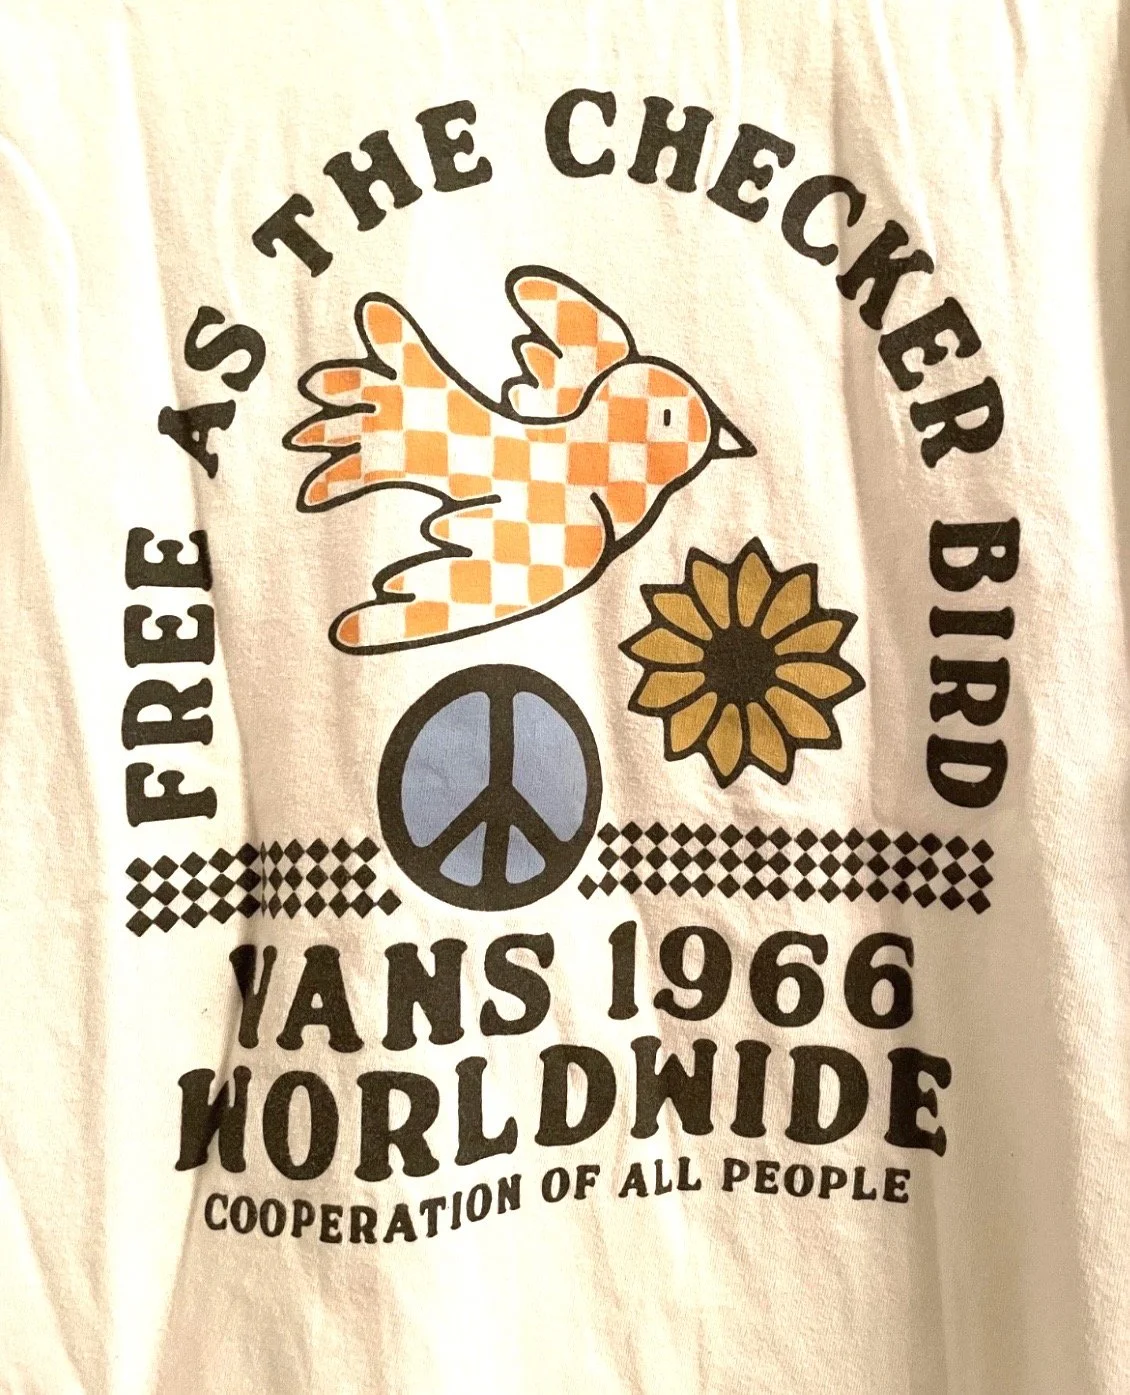 FREE AS THE CHECKER BIRD
VANS 1966
WORLDWIDE
COOPERATION OF ALL PEOPLE